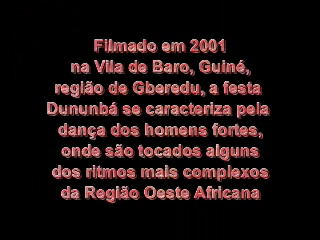 Filmado em 2001
na Vila de Baro, Guiné,
região de Gberedu, a festa
Dununbá se caracteriza pela
dança dos homens fortes,
onde são tocados alguns
dos ritmos mais complexos
da Região Oeste Africana